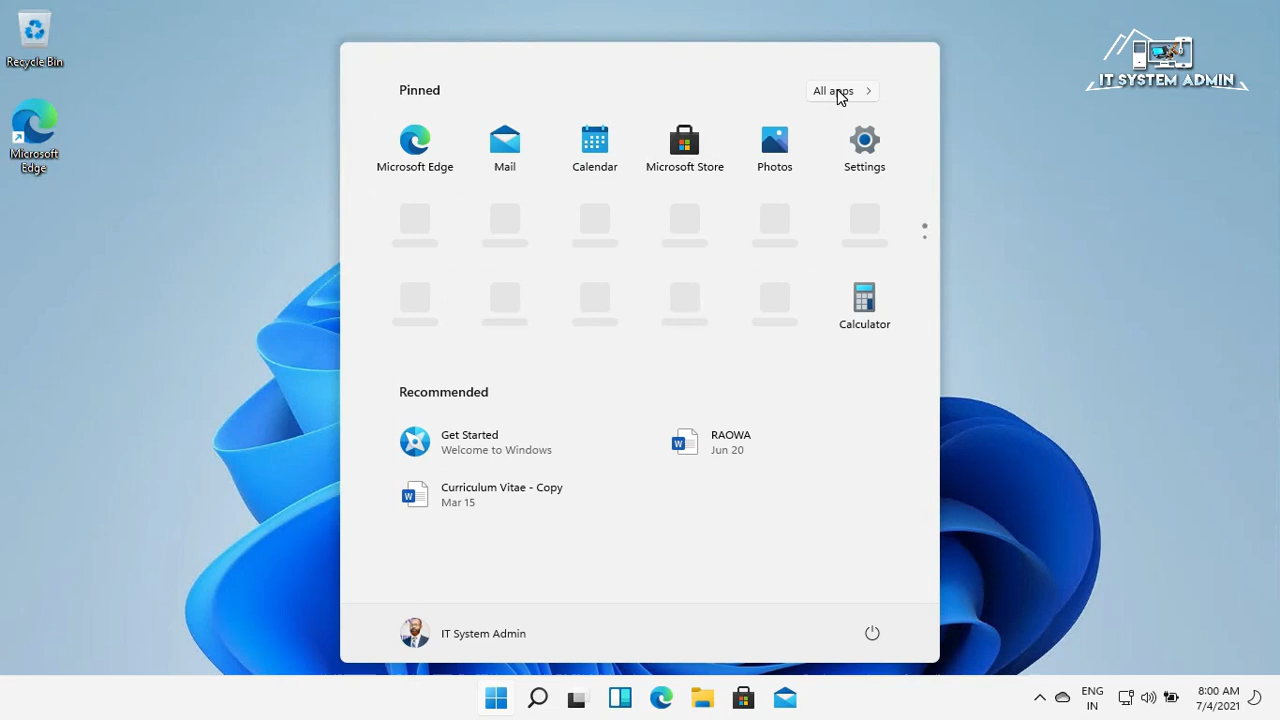 Recycle Bin
Microsoft
Edge
IT SYSTEM ADMIN
Pinned
All apps
Microsoft Edge
Mail
Calendar
Microsoft Store
Photos
Settings
Calculator
Recommended
Get Started
Welcome to Windows
RAOWA
Jun 20
Curriculum Vitae - Copy
Mar 15
IT System Admin
ENG
IN
8:00 AM
7/4/2021